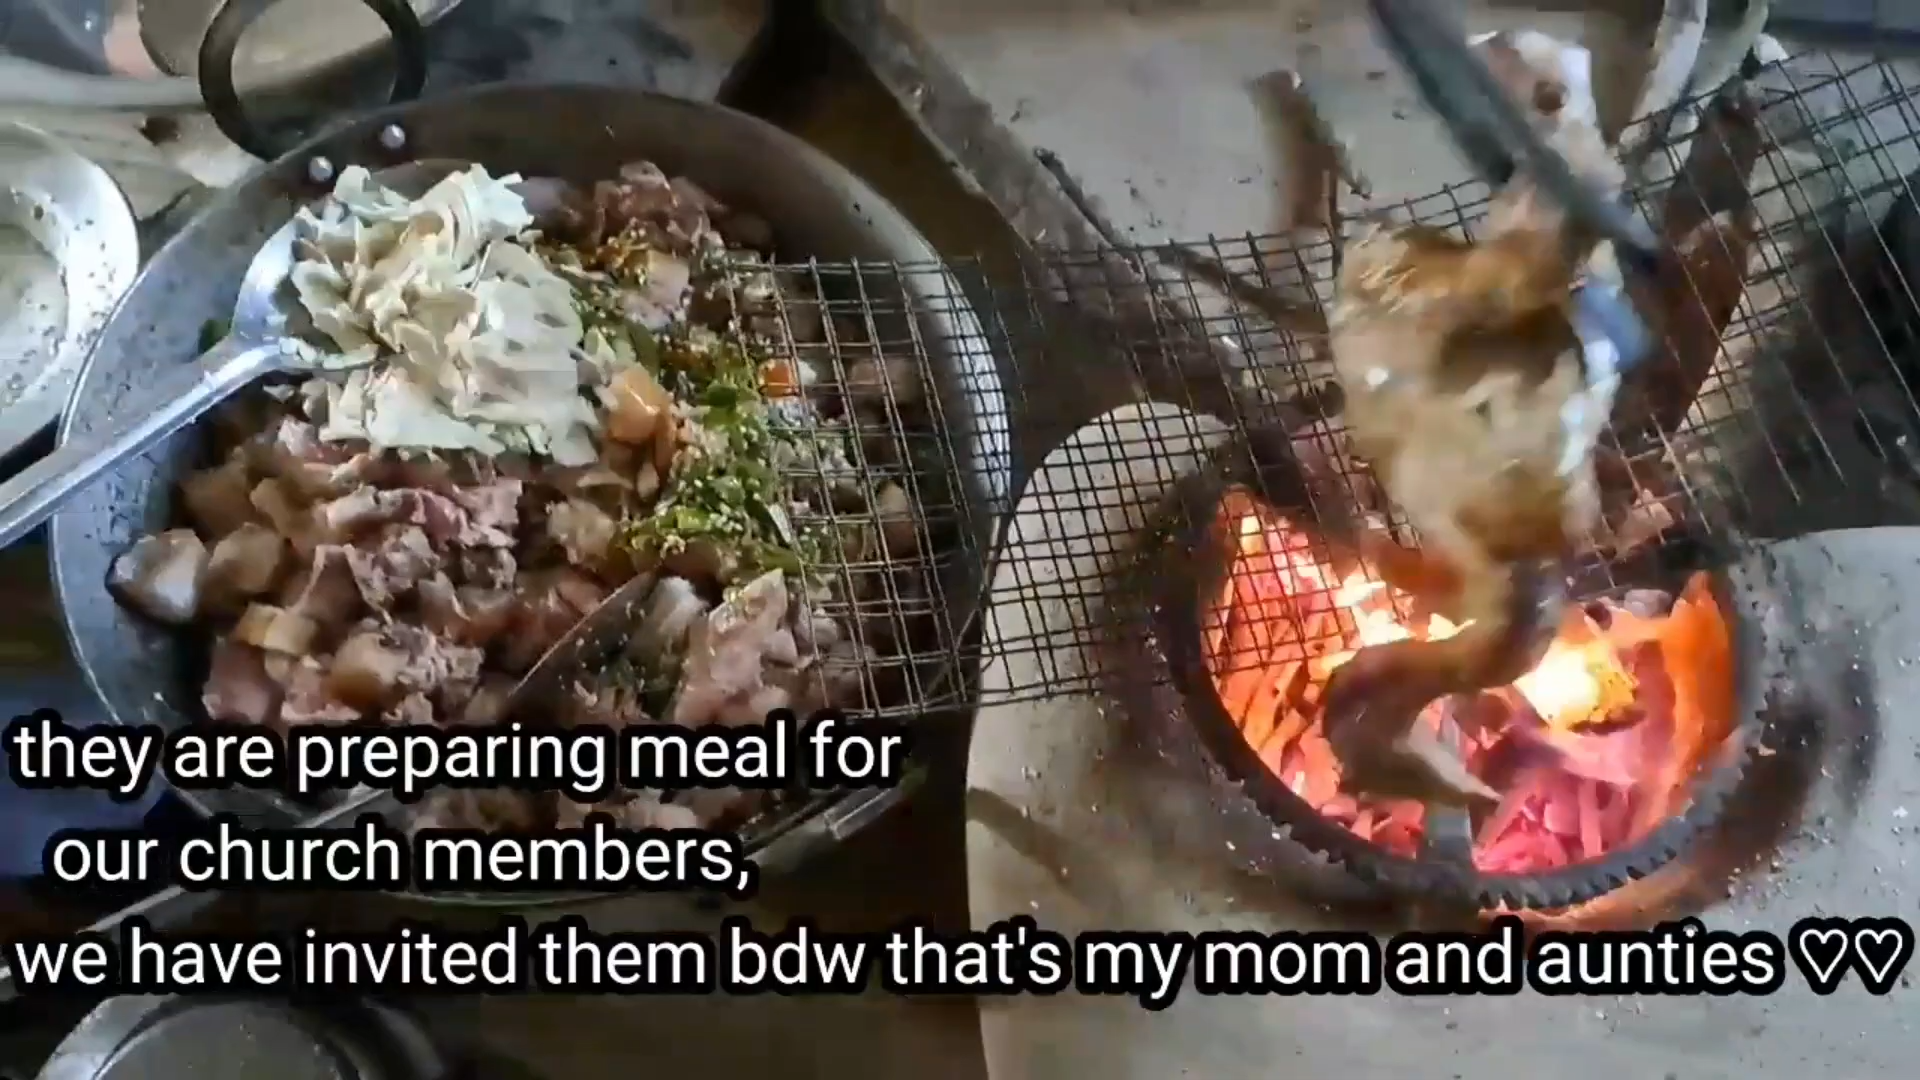 they are preparing meal for
our church members,
we have invited them bdw that's my mom and aunties ♡♡